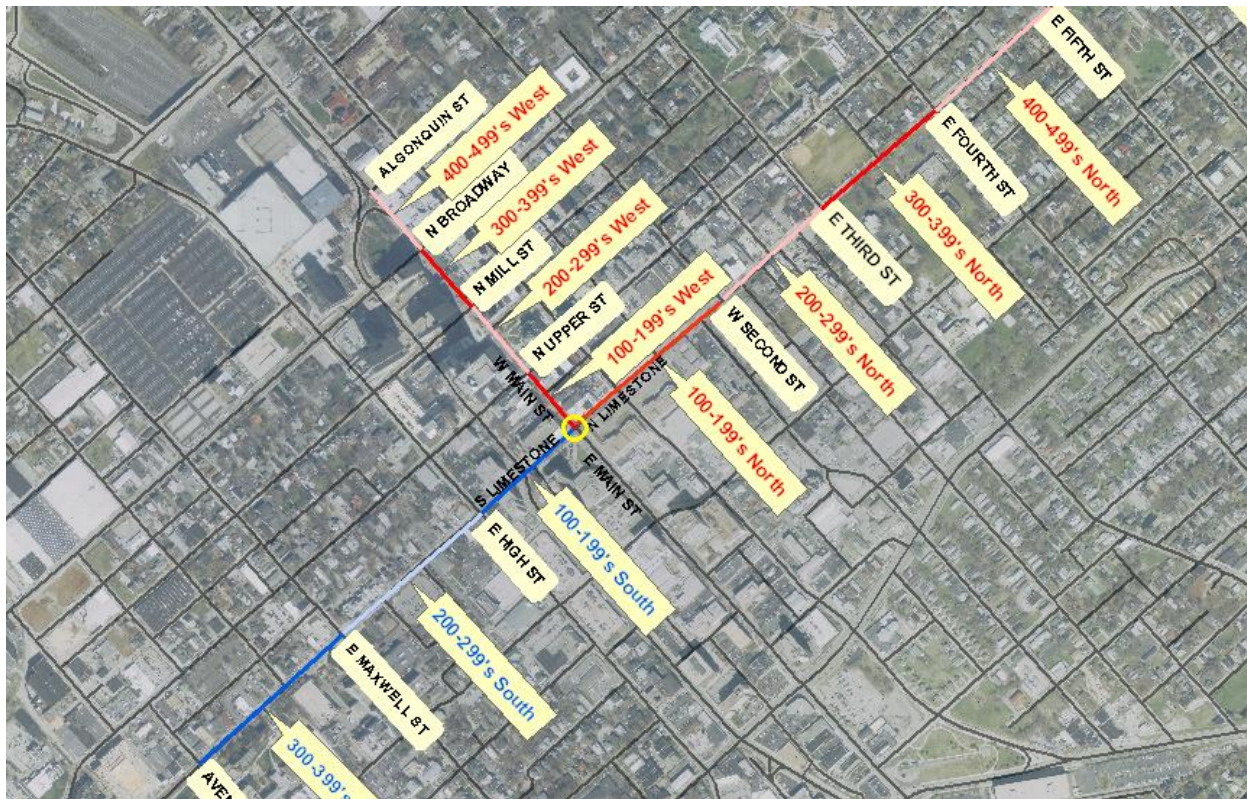 E FIFTH ST
400-499's North
E FOURTH ST
300-399's North
E THIRD ST
200-299's North
W SECOND ST
100-199's North
N LIMESTONE
ALGONQUIN ST
400-499's West
N BROADWAY
300-399's West
N MILL ST
200-299's West
N UPPER ST
100-199's West
W MAIN ST
E MAIN ST
S LIMESTONE
100-199's South
E HIGH ST
200-299's South
E MAXWELL ST
300-399's